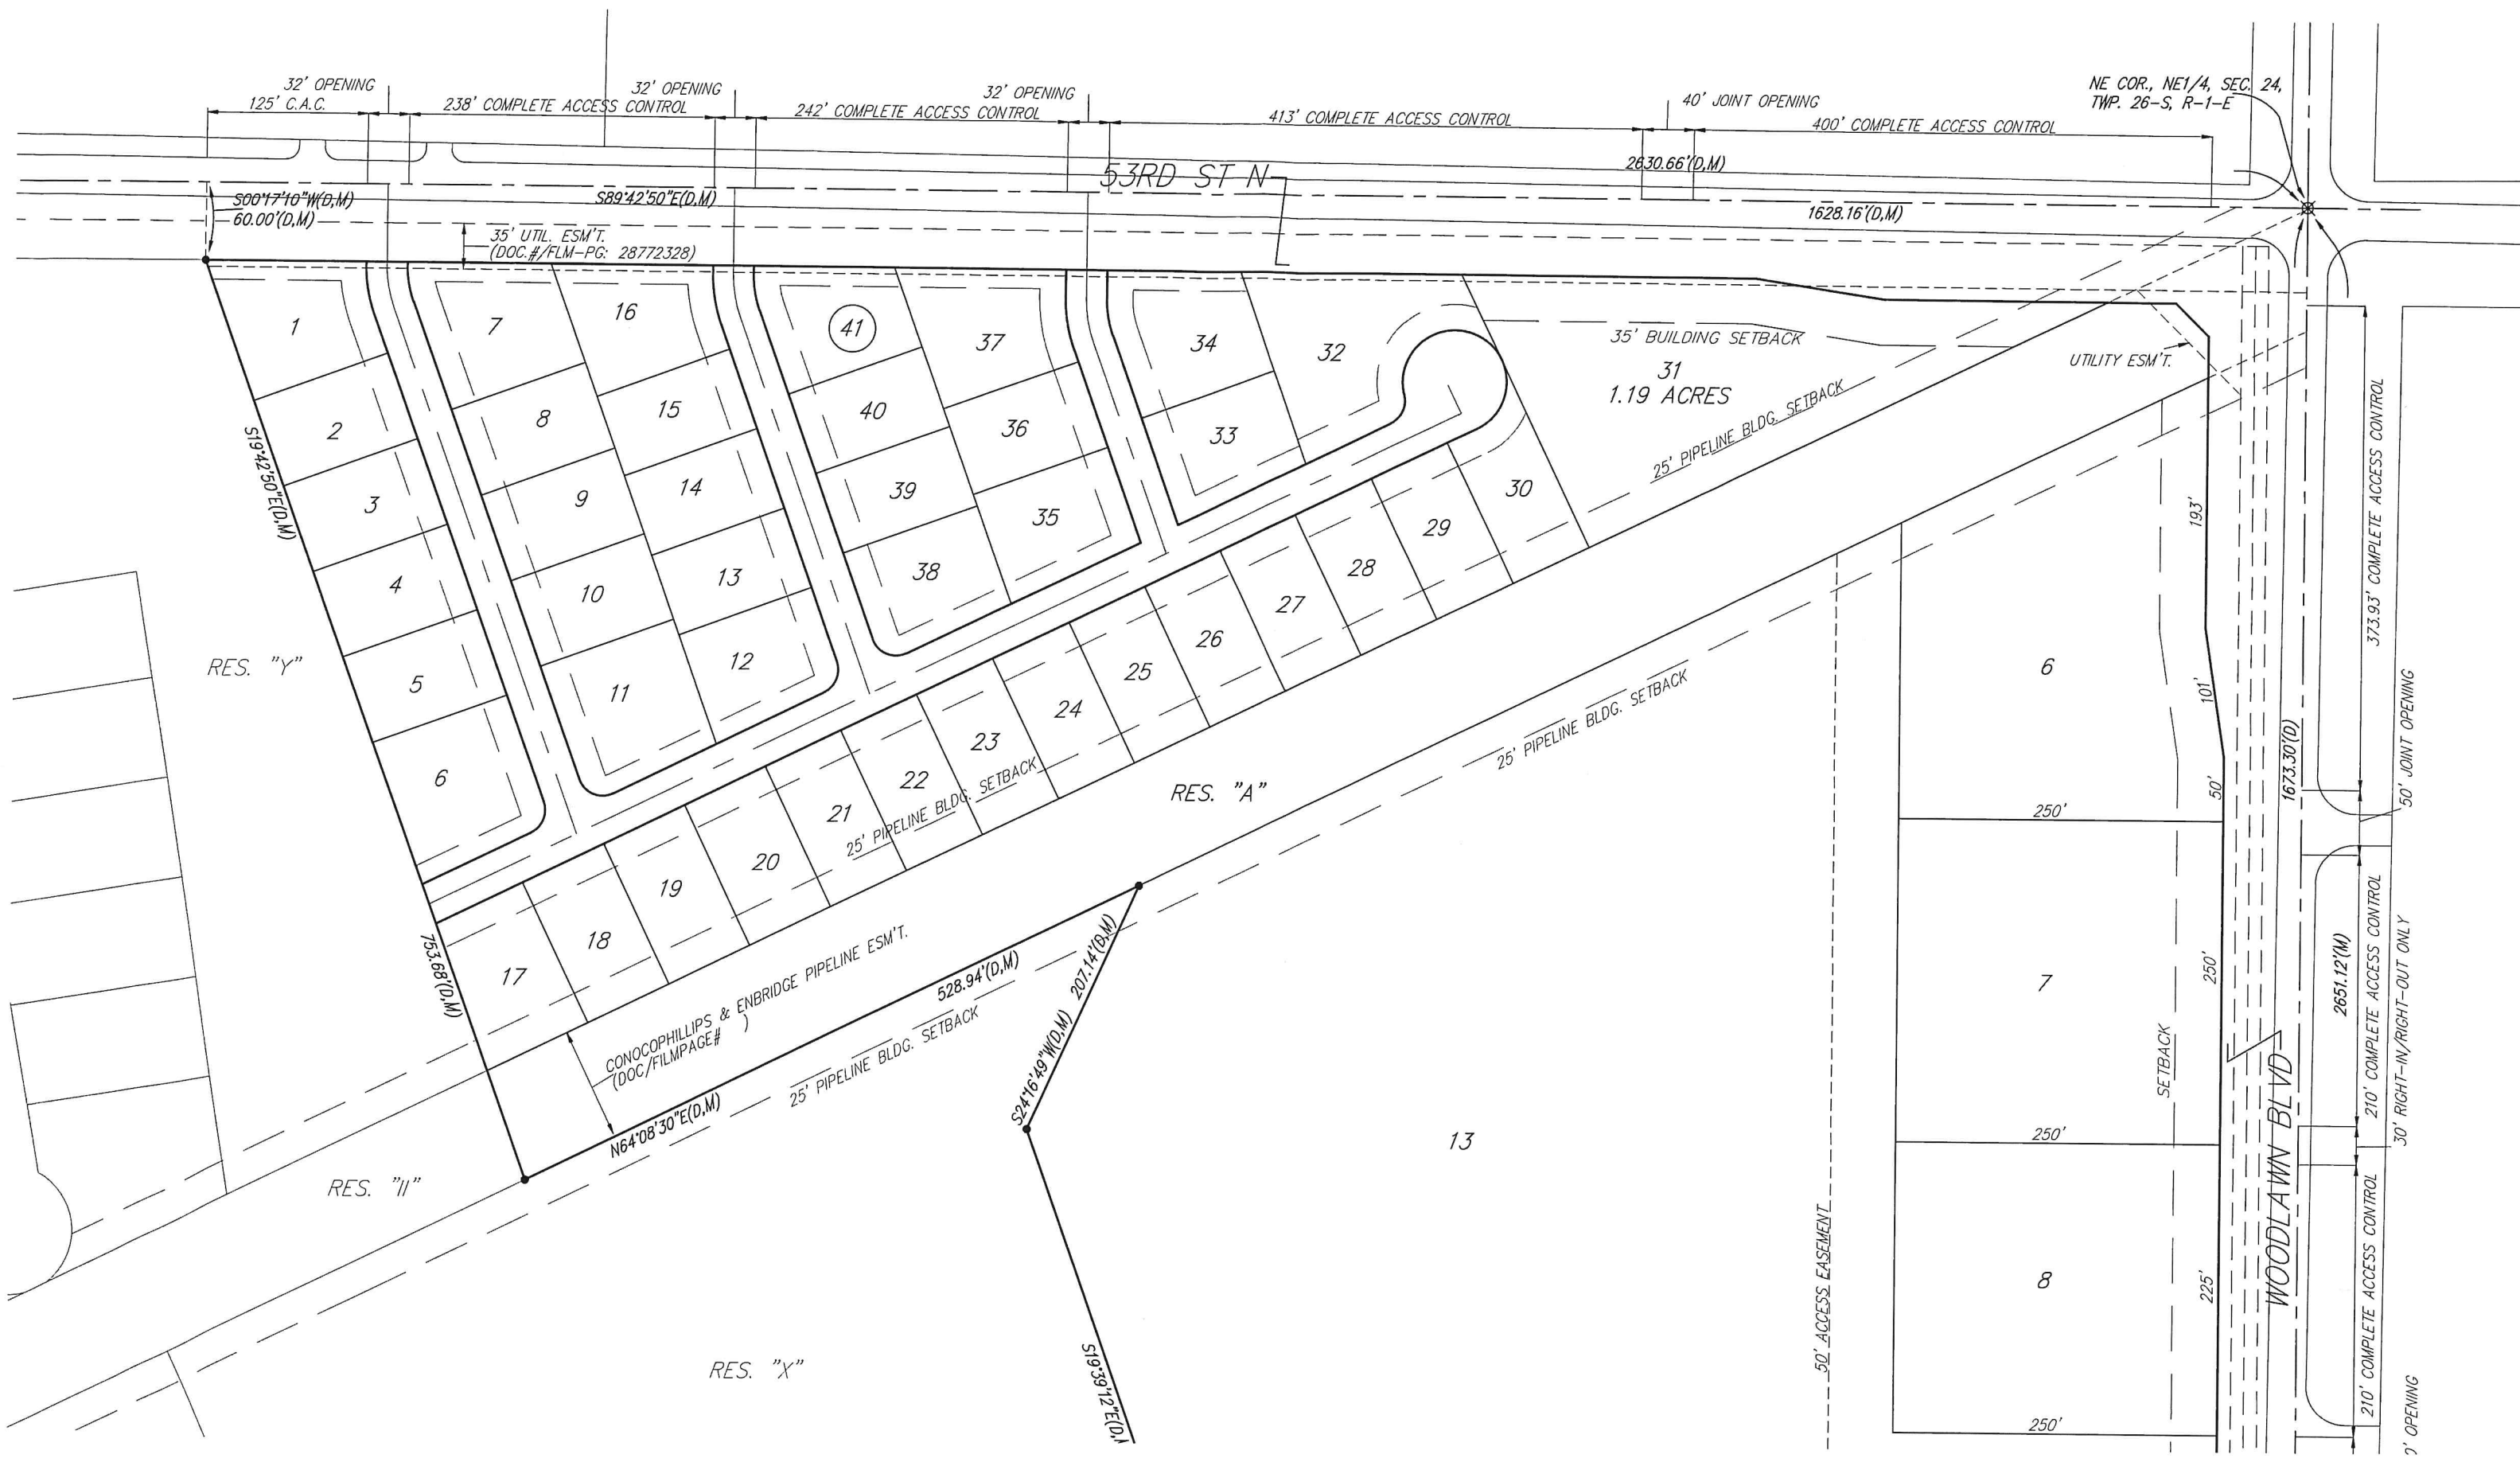 32' OPENING
125' C.A.C.
238' COMPLETE ACCESS CONTROL
32' OPENING
242' COMPLETE ACCESS CONTROL
32' OPENING
413' COMPLETE ACCESS CONTROL
40' JOINT OPENING
400' COMPLETE ACCESS CONTROL
NE COR., NE1/4, SEC. 24,
TWP. 26-S, R-1-E
53RD ST N
2630.66'(D,M)
S00°17'10"W(D,M)
60.00'(D,M)
S89°42'50"E(D,M)
1628.16'(D,M)
35' UTIL. ESM'T.
(DOC.#/FLM-PG: 28772328)
1
7
16
41
37
34
32
35' BUILDING SETBACK
31
1.19 ACRES
UTILITY ESM'T.
2
8
15
40
36
33
25' PIPELINE BLDG. SETBACK
S19°42'50"E(D,M)
3
9
14
39
35
30
29
28
27
26
25
24
23
22
21
20
19
18
17
4
10
13
38
5
11
12
6
RES. "Y"
25' PIPELINE BLDG. SETBACK
RES. "A"
25' PIPELINE BLDG. SETBACK
753.68'(D,M)
CONOCOPHILLIPS & ENBRIDGE PIPELINE ESM'T.
(DOC/FILMPAGE# )
528.94'(D,M)
N64°08'30"E(D,M)
25' PIPELINE BLDG. SETBACK
207.14'(D,M)
S24°16'49"W(D,M)
S19°39'12"E(D,
RES. "II"
RES. "X"
13
50' ACCESS EASEMENT
6
250'
7
250'
8
250'
SETBACK
193'
101'
50'
250'
225'
WOODLAWN BLVD
1673.30'(D)
2651.12'(M)
373.93' COMPLETE ACCESS CONTROL
50' JOINT OPENING
210' COMPLETE ACCESS CONTROL
30' RIGHT-IN/RIGHT-OUT ONLY
210' COMPLETE ACCESS CONTROL
' OPENING